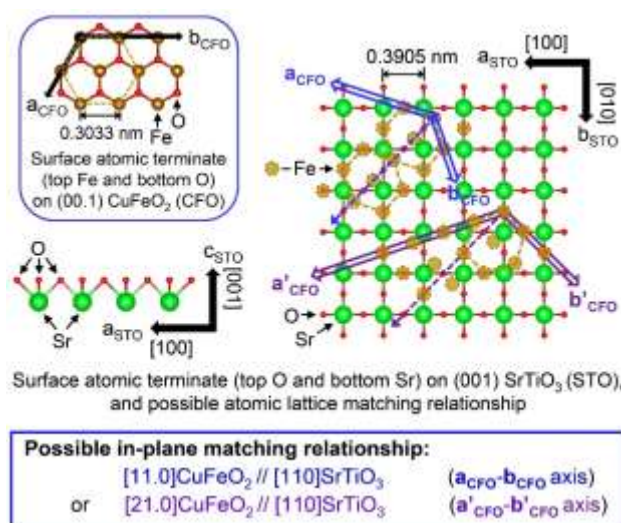 b_CFO
a_CFO
0.3033 nm
Fe
O
Surface atomic terminate
(top Fe and bottom O)
on (00.1) CuFeO₂ (CFO)
O
c_STO
[001]
a_STO
Sr
[100]
0.3905 nm
[100]
a_STO
a_CFO
[010]
b_STO
Fe
b_CFO
a'_CFO
b'_CFO
O
Sr
Surface atomic terminate (top O and bottom Sr) on (001) SrTiO₃ (STO),
and possible atomic lattice matching relationship
Possible in-plane matching relationship:
[11.0]CuFeO₂ // [110]SrTiO₃ (a_CFO-b_CFO axis)
or [21.0]CuFeO₂ // [110]SrTiO₃ (a'_CFO-b'_CFO axis)